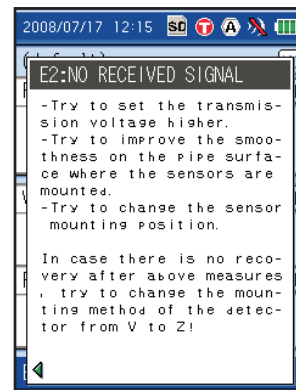 2008/07/17 12:15 SD T A
E2:NO RECEIVED SIGNAL
-Try to set the transmis-
sion voltage higher.
-Try to improve the smoo-
thness on the pipe surfa-
ce where the sensors are
mounted.
-Try to change the sensor
mounting position.
In case there is no reco-
very after above measures
, try to change the moun-
ting method of the detec-
tor from V to Z!